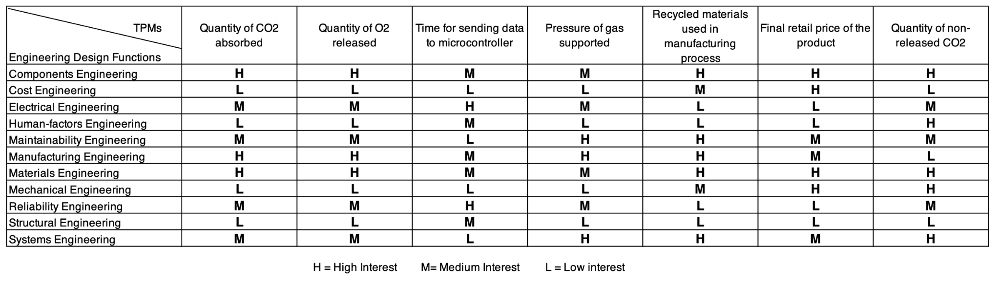 TPMs
Engineering Design Functions
Quantity of CO2
absorbed
Quantity of O2
released
Time for sending data
to microcontroller
Pressure of gas
supported
Recycled materials
used in
manufacturing
process
Final retail price of the
product
Quantity of non-
released CO2
Components Engineering H H M M H H H
Cost Engineering L L L L M H L
Electrical Engineering M M H M L L M
Human-factors Engineering L L M L L L H
Maintainability Engineering M M L H H M M
Manufacturing Engineering H H M H H M L
Materials Engineering H H M M H H H
Mechanical Engineering L L L L M H H
Reliability Engineering M M H M L L M
Structural Engineering L L M L L L L
Systems Engineering M M L H H M H
H = High Interest M= Medium Interest L = Low interest